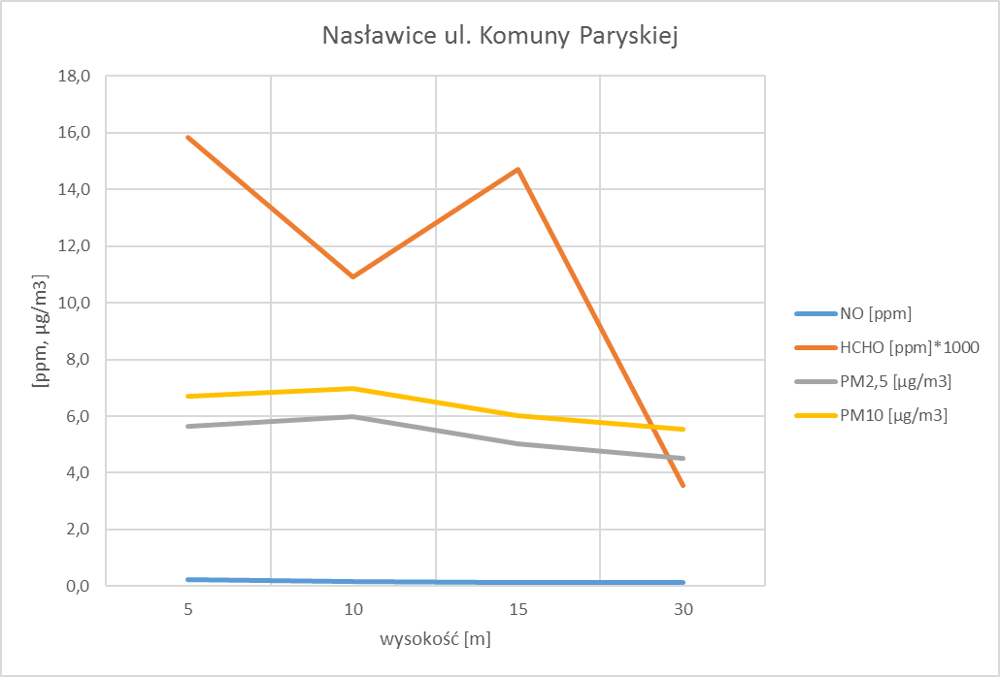 Nasławice ul. Komuny Paryskiej
18,0
16,0
14,0
12,0
10,0
8,0
6,0
4,0
2,0
0,0
[ppm, µg/m3]
5 10 15 30
wysokość [m]
NO [ppm]
HCHO [ppm]*1000
PM2,5 [µg/m3]
PM10 [µg/m3]